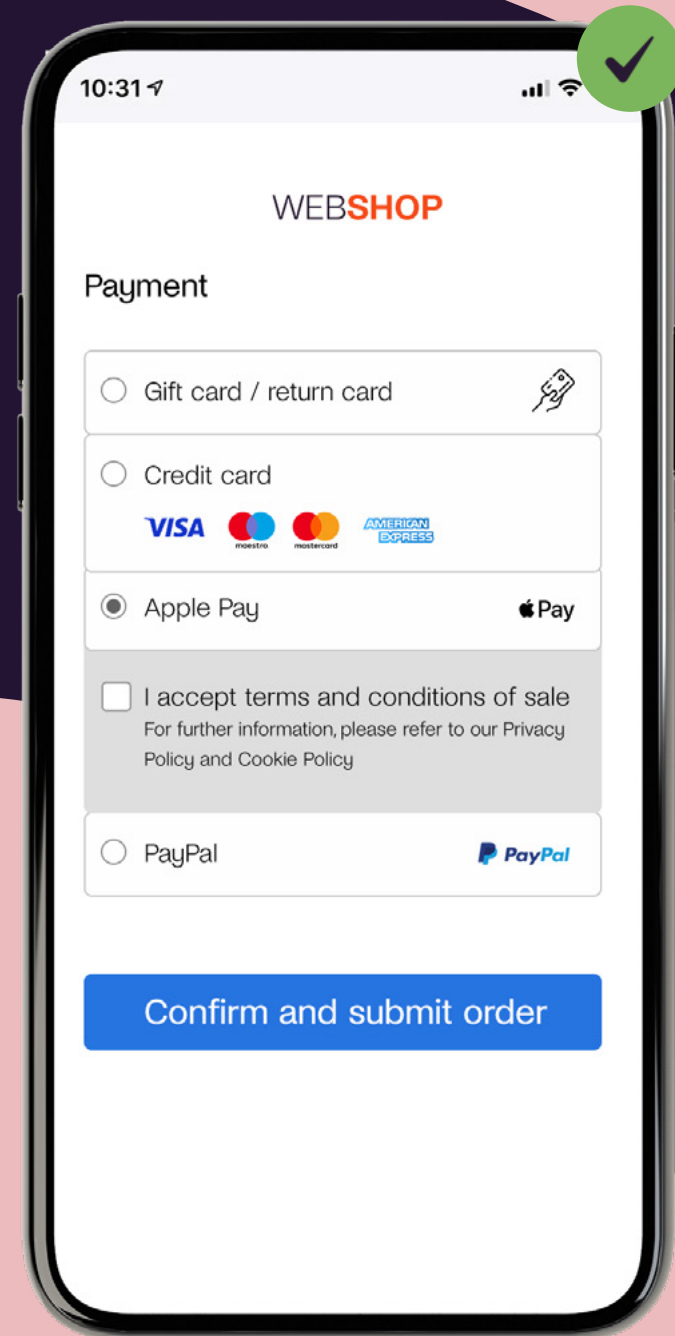 10:31
WEBSHOP
Payment
Gift card / return card
Credit card
VISA maestro mastercard AMERICAN EXPRESS
Apple Pay Pay
I accept terms and conditions of sale
For further information, please refer to our Privacy
Policy and Cookie Policy
PayPal PayPal
Confirm and submit order